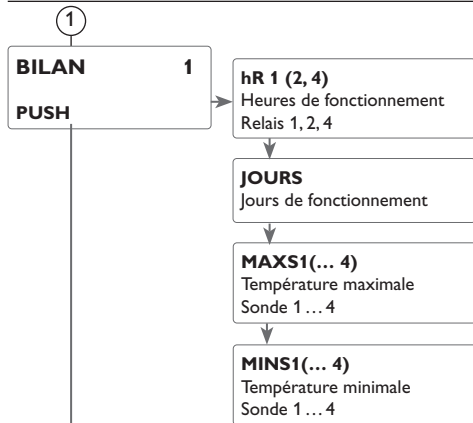 1
BILAN 1
PUSH
hR 1 (2, 4)
Heures de fonctionnement
Relais 1, 2, 4
JOURS
Jours de fonctionnement
MAXS1(… 4)
Température maximale
Sonde 1 … 4
MINS1(… 4)
Température minimale
Sonde 1 … 4